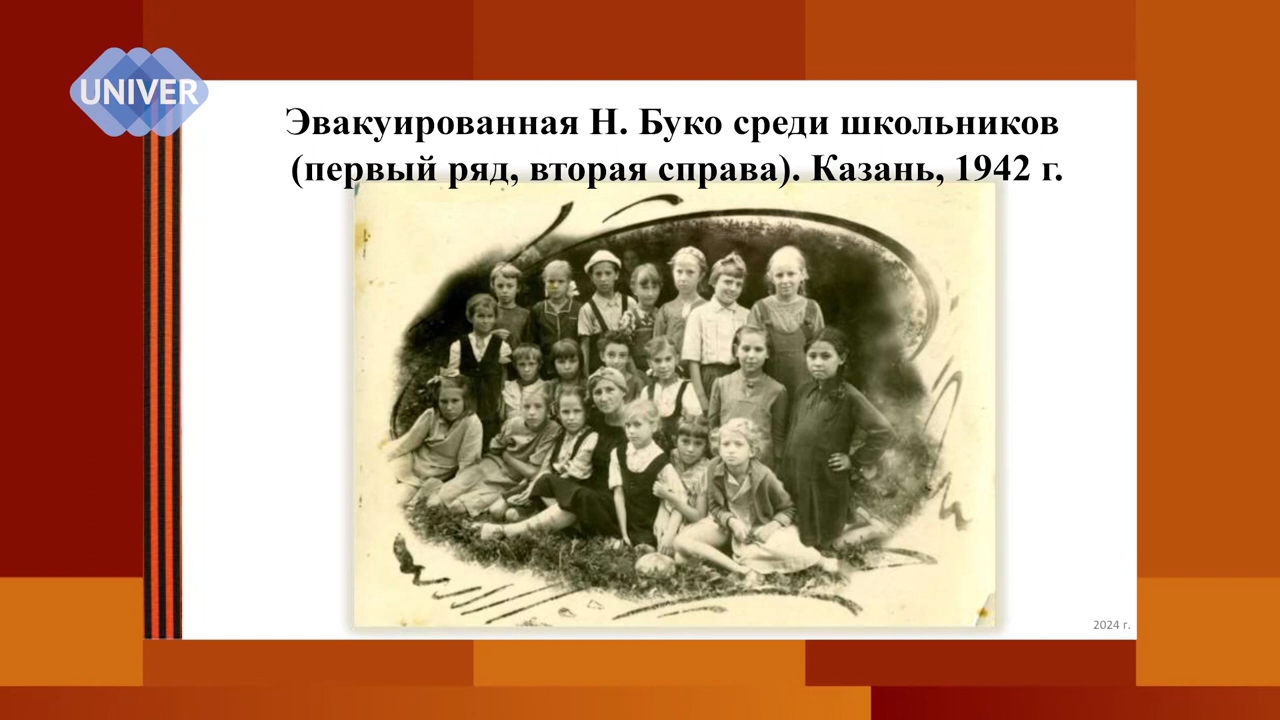 UNIVER
Эвакуированная Н. Буко среди школьников
(первый ряд, вторая справа). Казань, 1942 г.
2024 г.